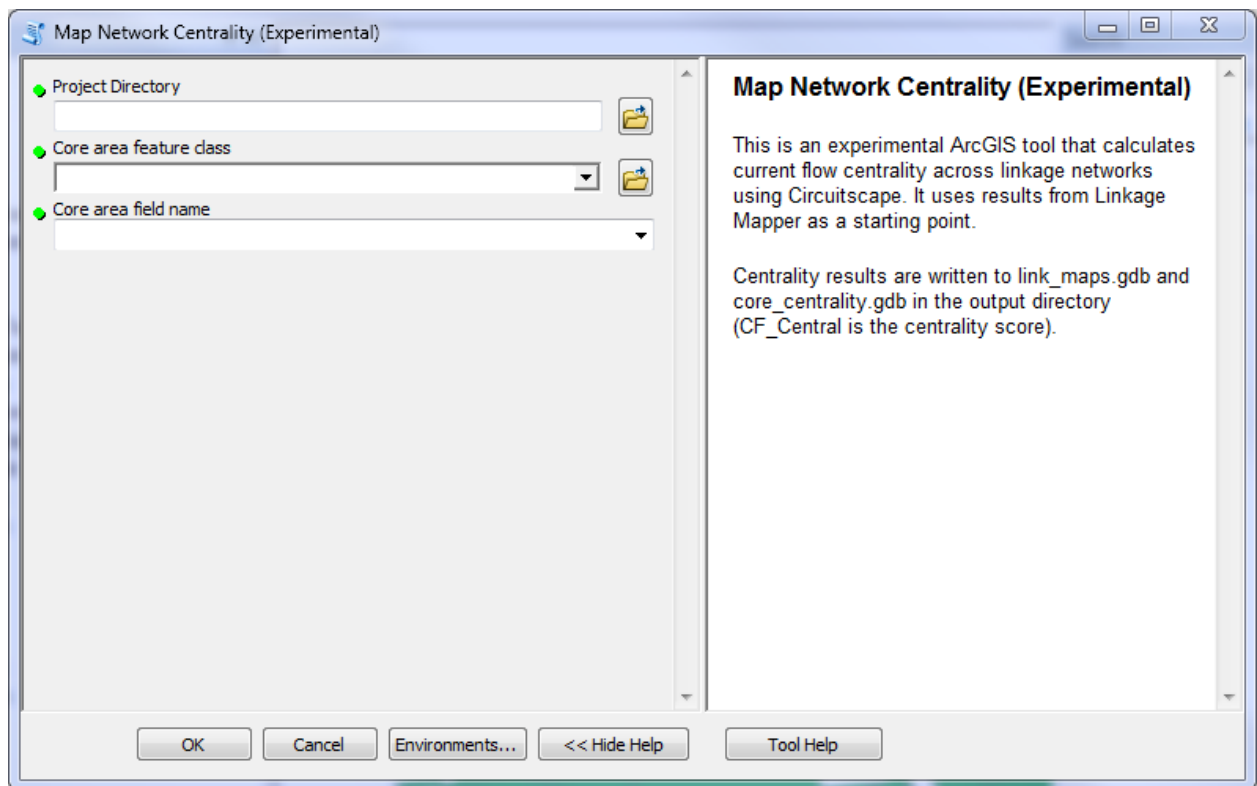 Map Network Centrality (Experimental)
Project Directory
Core area feature class
Core area field name
Map Network Centrality (Experimental)
This is an experimental ArcGIS tool that calculates
current flow centrality across linkage networks
using Circuitscape. It uses results from Linkage
Mapper as a starting point.
Centrality results are written to link_maps.gdb and
core_centrality.gdb in the output directory
(CF_Central is the centrality score).
OK
Cancel
Environments...
<< Hide Help
Tool Help